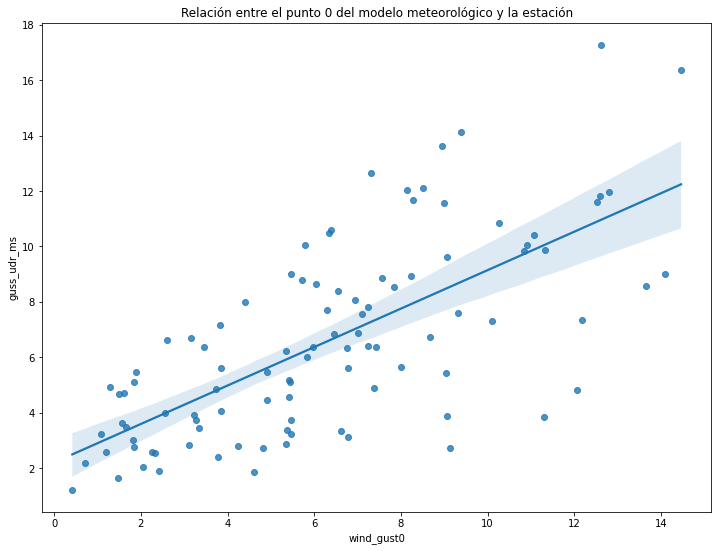 Relación entre el punto 0 del modelo meteorológico y la estación
18
16
14
12
10
8
6
4
2
guss_udr_ms
0 2 4 6 8 10 12 14
wind_gust0